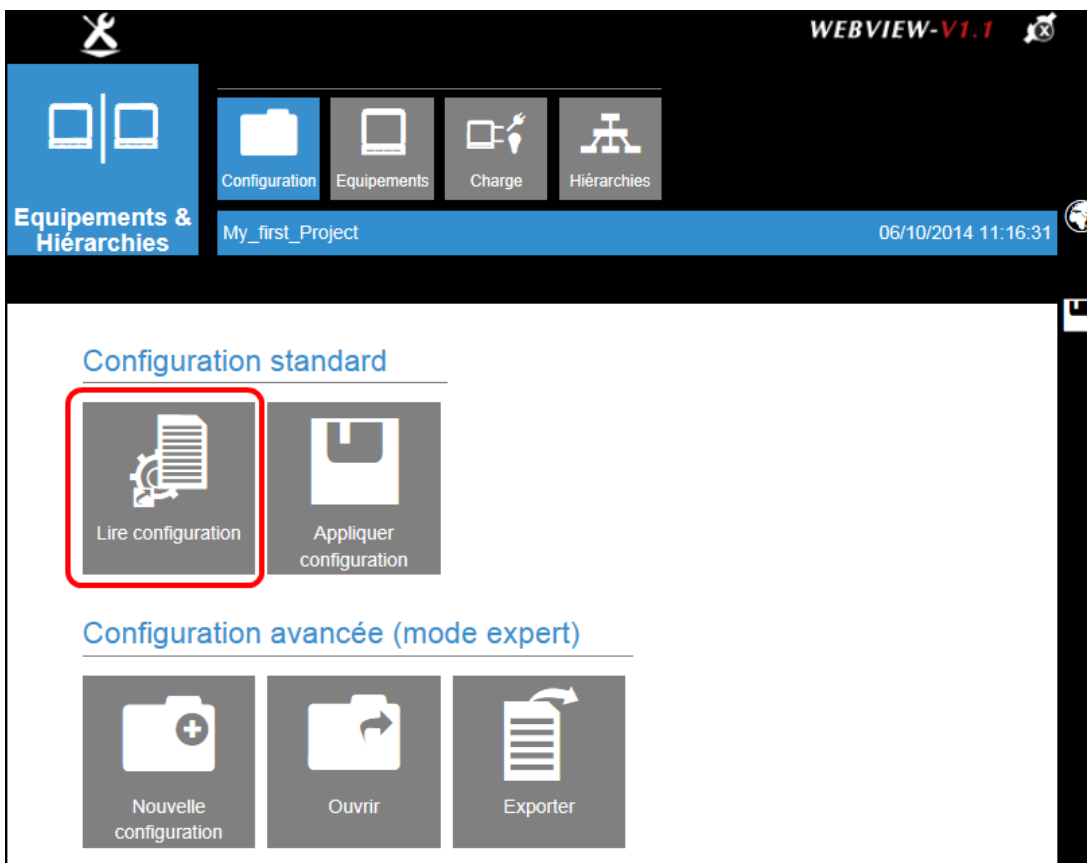 WEBVIEW-V1.1
Configuration
Equipements
Charge
Hiérarchies
Equipements &
Hiérarchies
My_first_Project
06/10/2014 11:16:31
Configuration standard
Lire configuration
Appliquer
configuration
Configuration avancée (mode expert)
Nouvelle
configuration
Ouvrir
Exporter